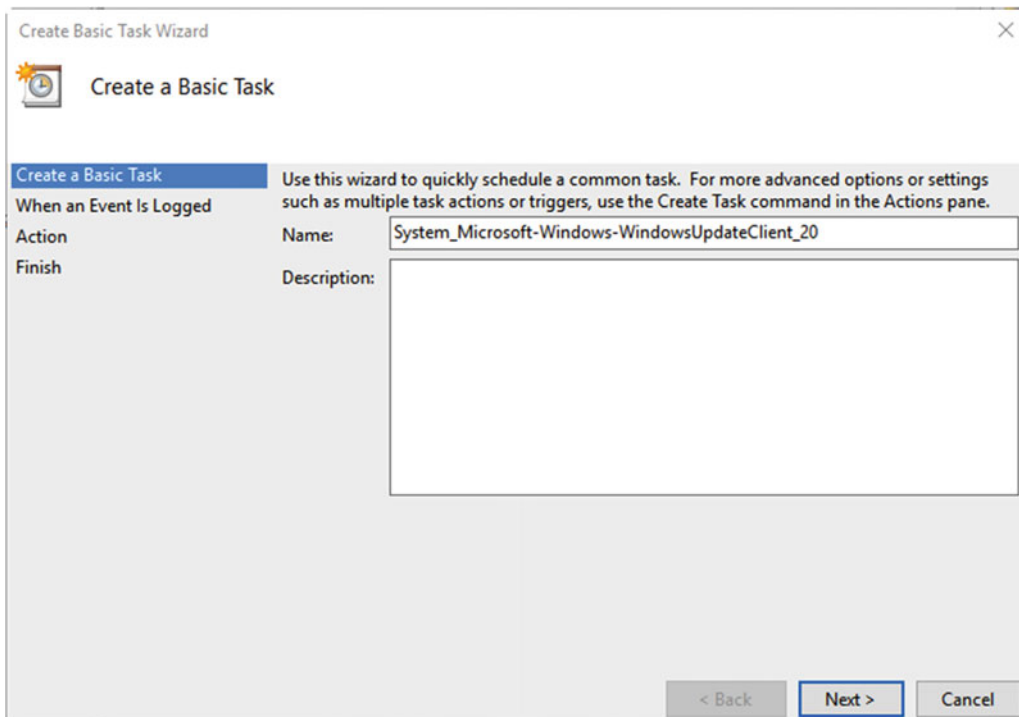 Create Basic Task Wizard
Create a Basic Task
Create a Basic Task
When an Event Is Logged
Action
Finish
Use this wizard to quickly schedule a common task.  For more advanced options or settings
such as multiple task actions or triggers, use the Create Task command in the Actions pane.
Name:
System_Microsoft-Windows-WindowsUpdateClient_20
Description:
< Back
Next >
Cancel